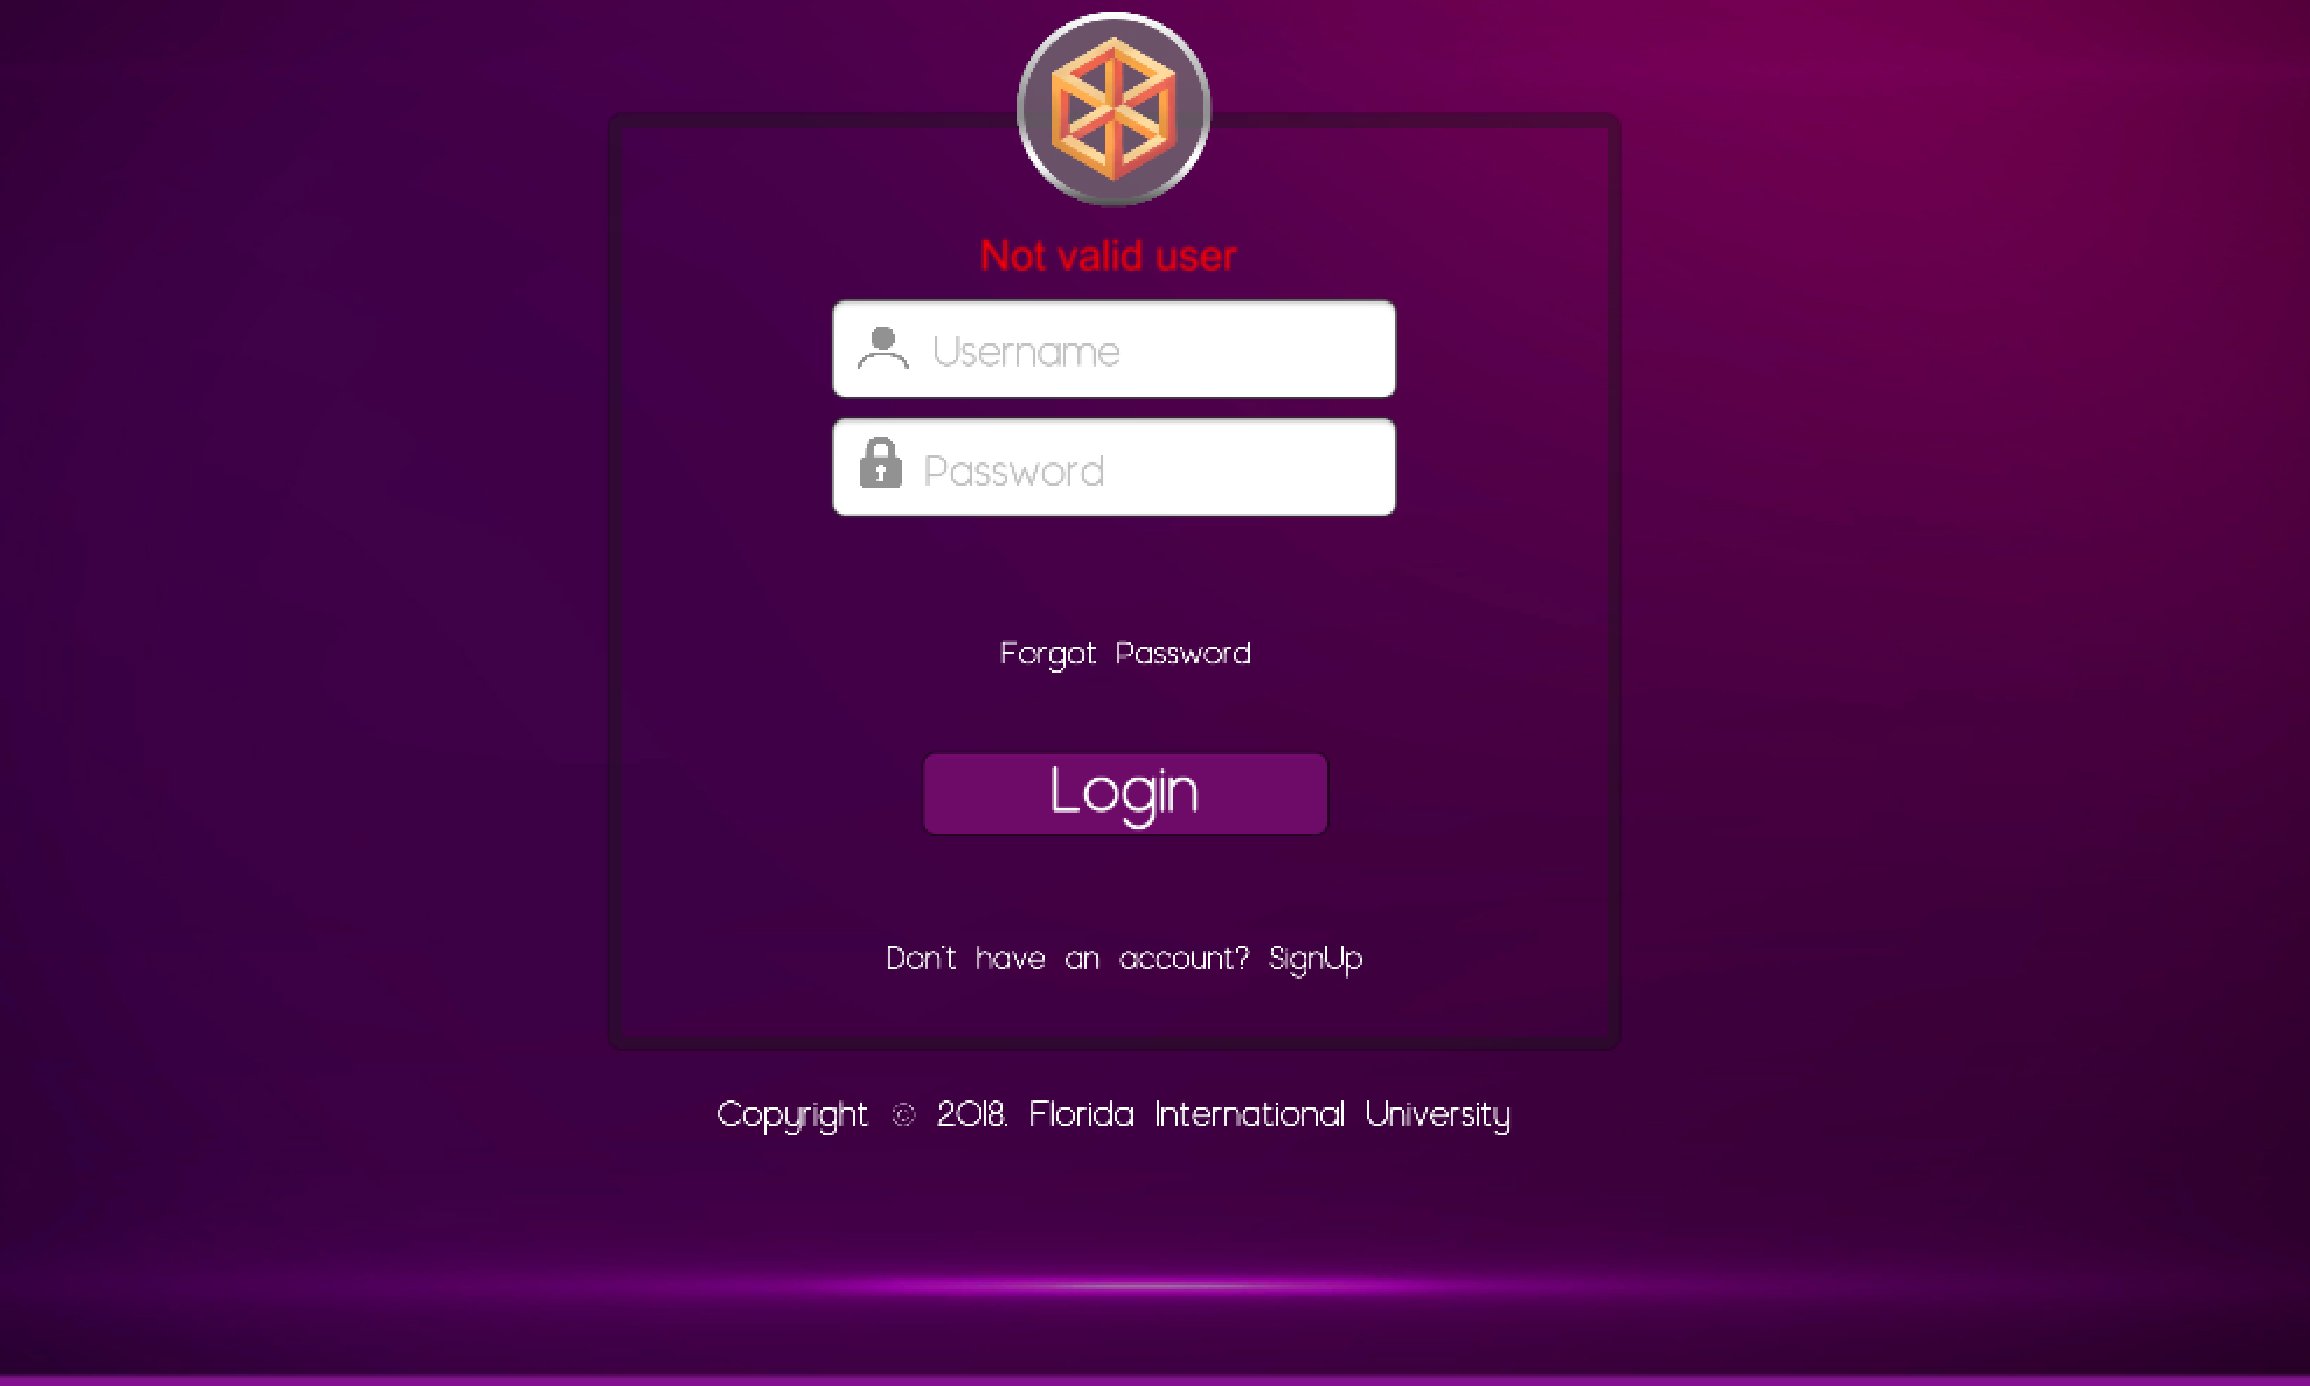 Not valid user
Username
Password
Forgot Password
Login
Don't have an account? SignUp
Copyright © 2018. Florida International University